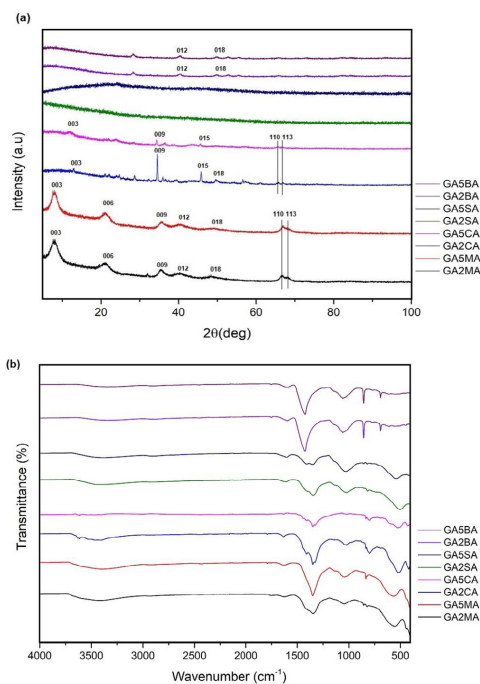 (a)
012 018
012 018
003 009 015 110 113
003 009 015 018
003 006 009 012 018 110 113
003 006 009 012 018
Intensity (a.u)
GA5BA
GA2BA
GA5SA
GA2SA
GA5CA
GA2CA
GA5MA
GA2MA
20 40 60 80 100
2θ(deg)
(b)
Transmittance (%)
GA5BA
GA2BA
GA5SA
GA2SA
GA5CA
GA2CA
GA5MA
GA2MA
4000 3500 3000 2500 2000 1500 1000 500
Wavenumber (cm⁻¹)